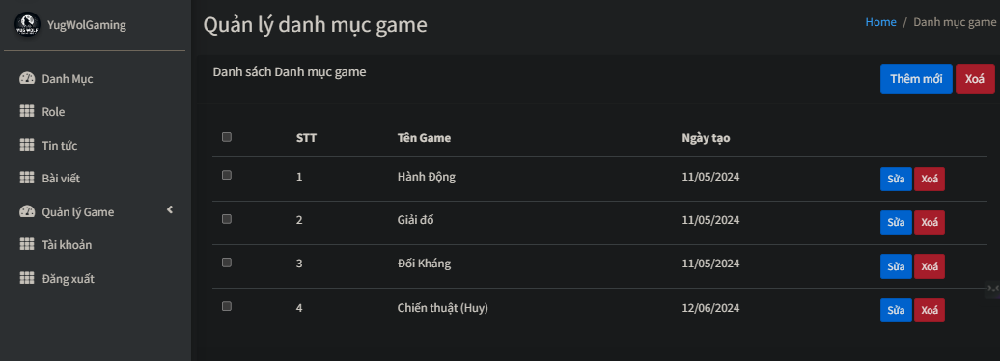 YugWolGaming
Danh Mục
Role
Tin tức
Bài viết
Quản lý Game
Tài khoản
Đăng xuất
Quản lý danh mục game
Home / Danh mục game
Danh sách Danh mục game
Thêm mới Xoá
STT Tên Game Ngày tạo
1 Hành Động 11/05/2024 Sửa Xoá
2 Giải đố 11/05/2024 Sửa Xoá
3 Đối Kháng 11/05/2024 Sửa Xoá
4 Chiến thuật (Huy) 12/06/2024 Sửa Xoá